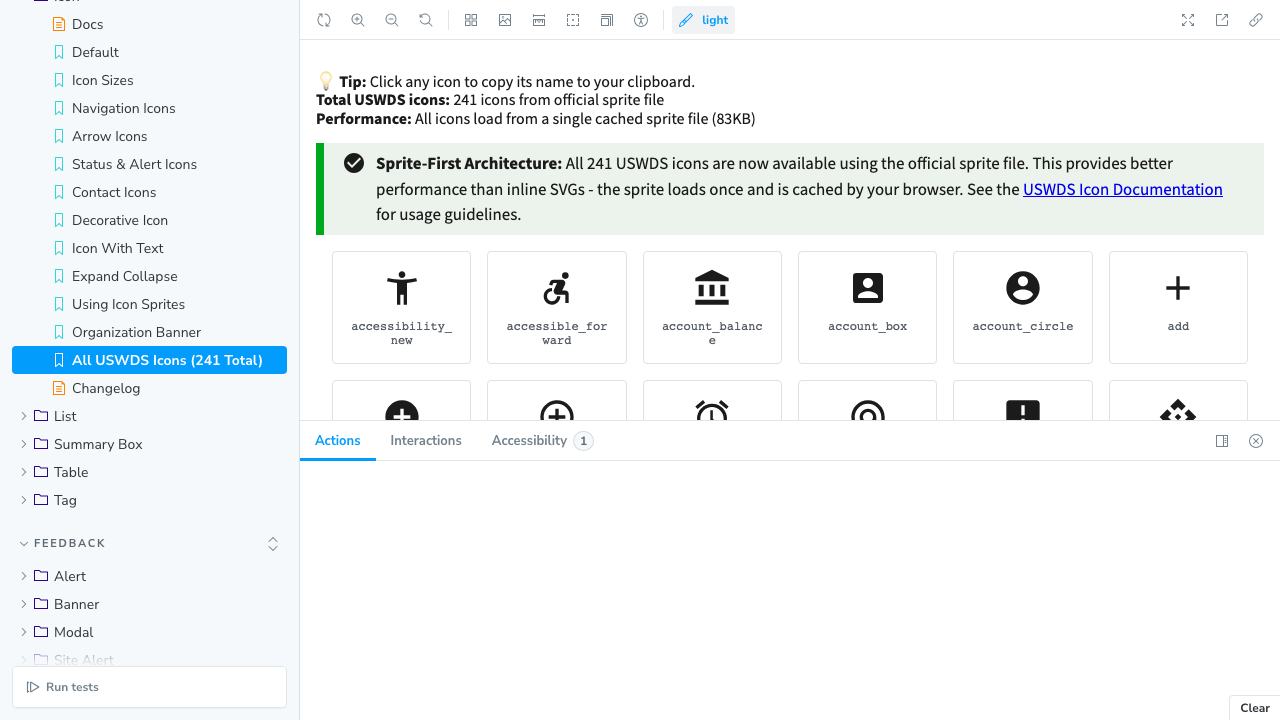 Icon
Docs
Default
Icon Sizes
Navigation Icons
Arrow Icons
Status & Alert Icons
Contact Icons
Decorative Icon
Icon With Text
Expand Collapse
Using Icon Sprites
Organization Banner
All USWDS Icons (241 Total)
Changelog
List
Summary Box
Table
Tag
FEEDBACK
Alert
Banner
Modal
Site Alert
Run tests
light
Tip: Click any icon to copy its name to your clipboard.
Total USWDS icons: 241 icons from official sprite file
Performance: All icons load from a single cached sprite file (83KB)
Sprite-First Architecture: All 241 USWDS icons are now available using the official sprite file. This provides better
performance than inline SVGs - the sprite loads once and is cached by your browser. See the USWDS Icon Documentation
for usage guidelines.
accessibility_
new
accessible_for
ward
account_balanc
e
account_box
account_circle
add
Actions
Interactions
Accessibility 1
Clear